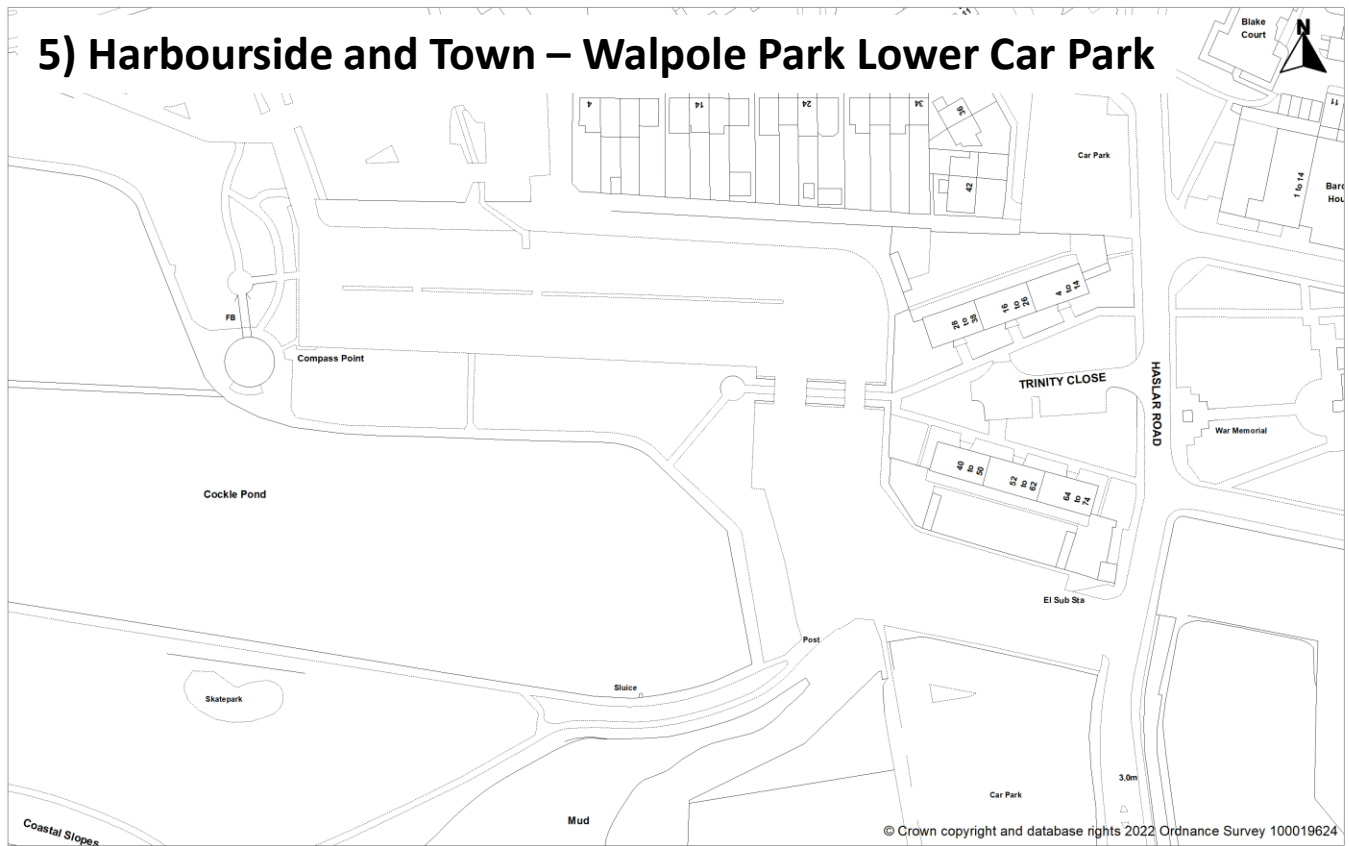 5) Harbourside and Town – Walpole Park Lower Car Park
N
Blake
Court
11
4
14
24
34
36
42
Car Park
1 to 14
FB
Compass Point
28
to
38
16
to
26
4
to
14
TRINITY CLOSE
HASLAR ROAD
War Memorial
40
to
50
52
to
62
64
to
74
Cockle Pond
El Sub Sta
Post
Sluice
Skatepark
3.0m
Car Park
Mud
Coastal Slopes
© Crown copyright and database rights 2022 Ordnance Survey 100019624